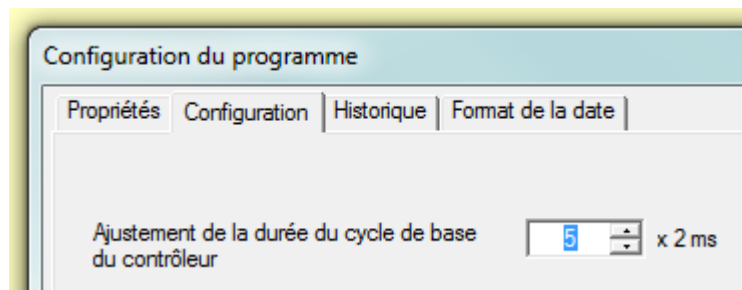 Configuration du programme
Propriétés Configuration Historique Format de la date
Ajustement de la durée du cycle de base 5 x 2 ms
du contrôleur